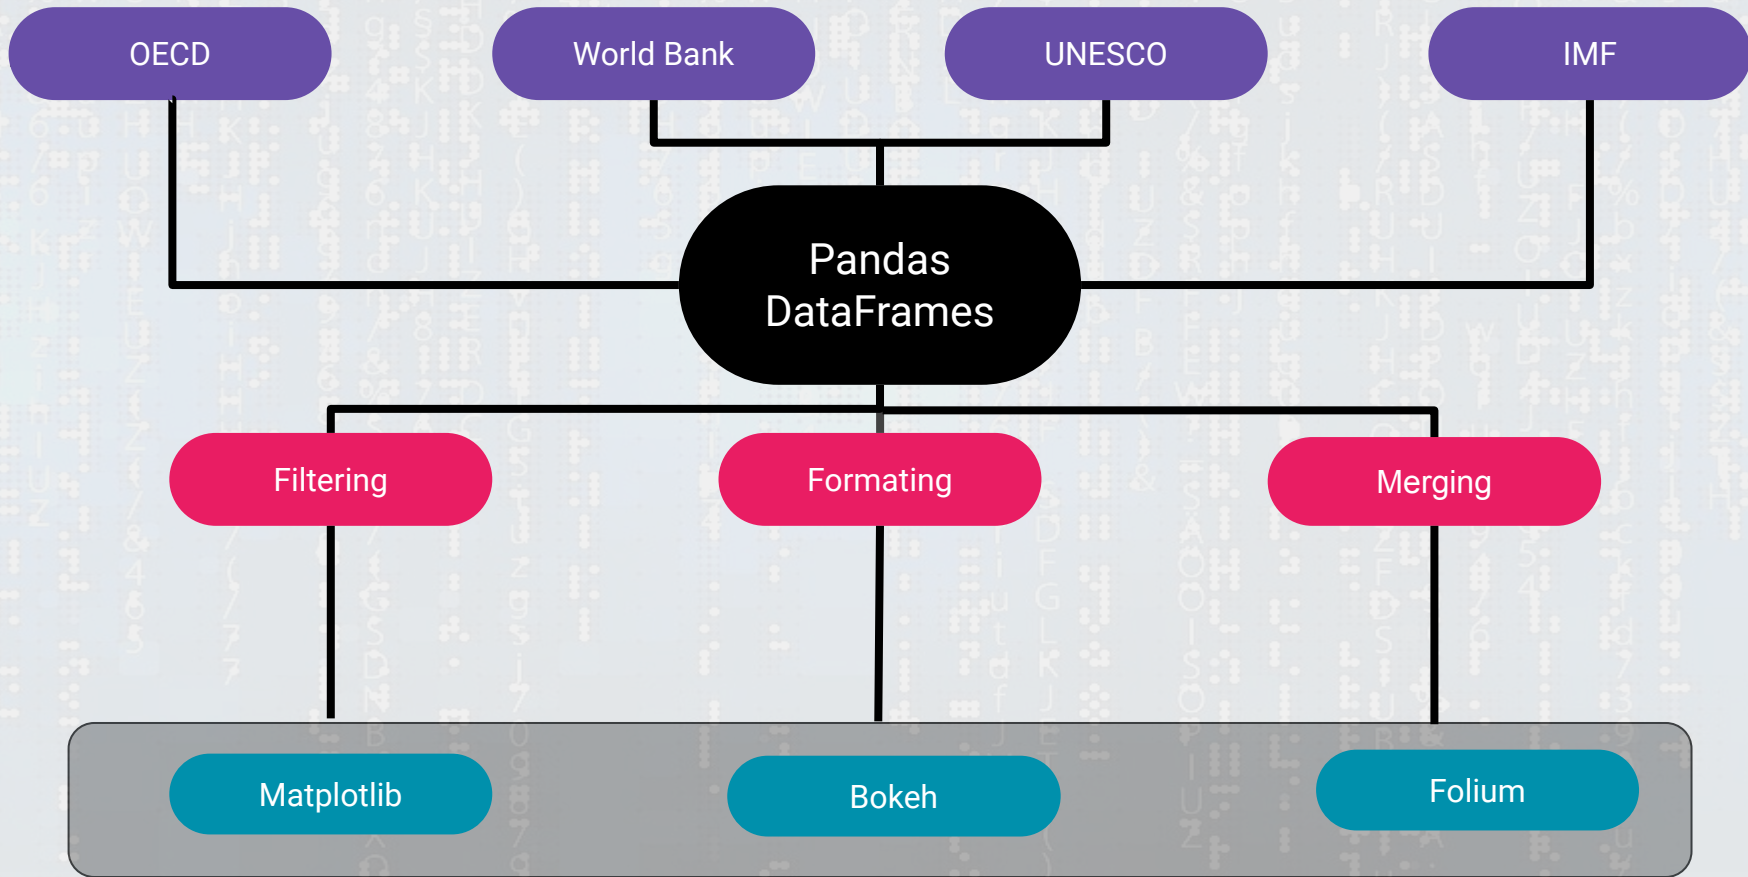 OECD
World Bank
UNESCO
IMF
Pandas
DataFrames
Filtering
Formating
Merging
Matplotlib
Bokeh
Folium